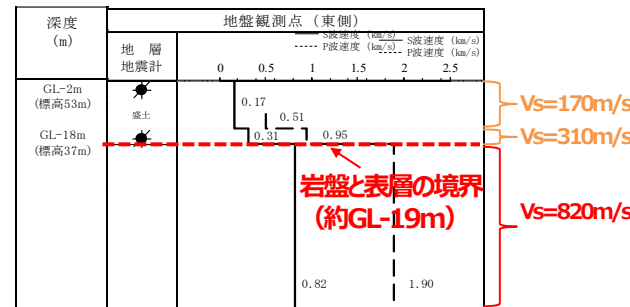 深度
(m)
地盤観測点（東側）
地 層
地震計
S波速度 (km/s)
P波速度 (km/s)
S波速度 (km/s)
P波速度 (km/s)
0 0.5 1 1.5 2 2.5
GL-2m
(標高53m)
盛土
GL-18m
(標高37m)
0.17
0.51
0.31
0.95
岩盤と表層の境界
（約GL-19m）
0.82
1.90
Vs=170m/s
Vs=310m/s
Vs=820m/s